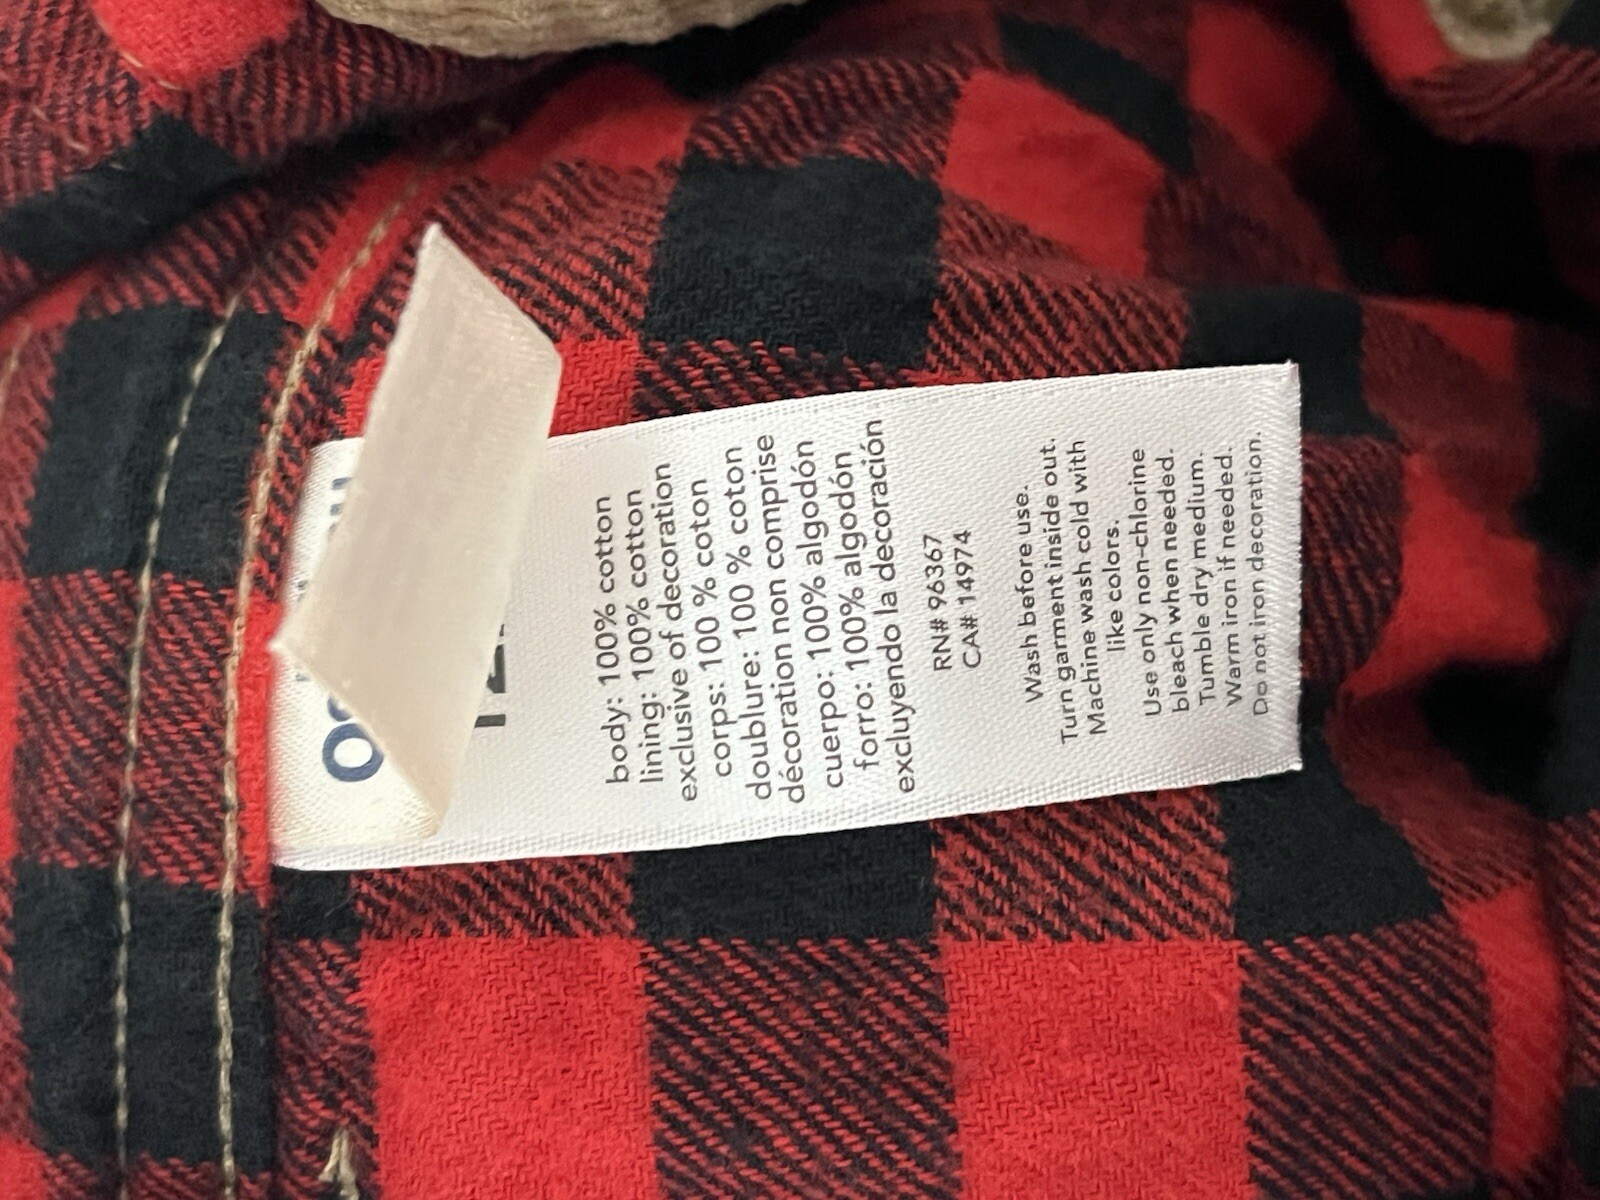 body: 100% cotton
lining: 100% cotton
exclusive of decoration
corps: 100 % coton
doublure: 100 % coton
décoration non comprise
cuerpo: 100% algodón
forro: 100% algodón
excluyendo la decoración
RN# 96367
CA# 14974
Wash before use.
Turn garment inside out.
Machine wash cold with
like colors.
Use only non-chlorine
bleach when needed.
Tumble dry medium.
Warm iron if needed.
Do not iron decoration.